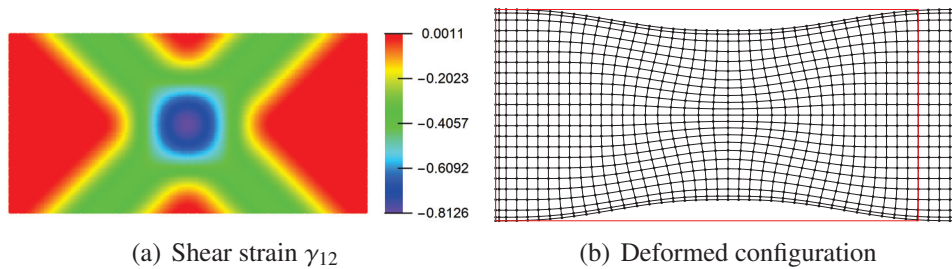 0.0011
−0.2023
−0.4057
−0.6092
−0.8126
(a) Shear strain γ₁₂
(b) Deformed configuration